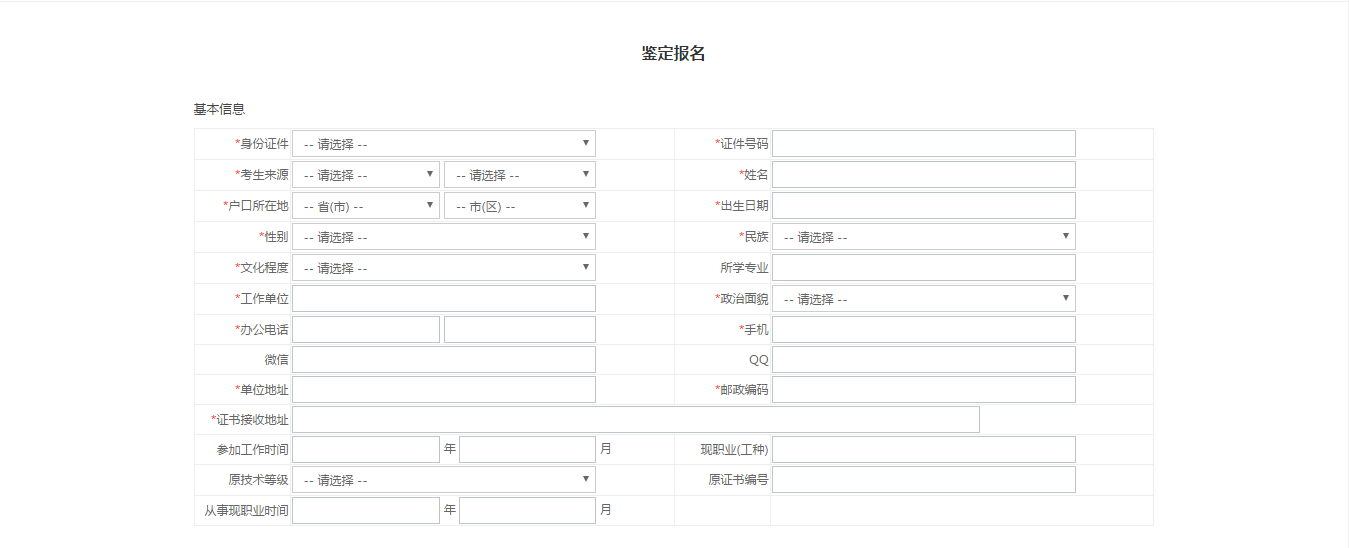 鉴定报名
基本信息
*身份证件 -- 请选择 -- *证件号码
*考生来源 -- 请选择 -- -- 请选择 -- *姓名
*户口所在地 -- 省(市) -- -- 市(区) -- *出生日期
*性别 -- 请选择 -- *民族 -- 请选择 --
*文化程度 -- 请选择 -- 所学专业
*工作单位 *政治面貌 -- 请选择 --
*办公电话 *手机
微信 QQ
*单位地址 *邮政编码
*证书接收地址
参加工作时间 年 月 现职业(工种)
原技术等级 -- 请选择 -- 原证书编号
从事现职业时间 年 月